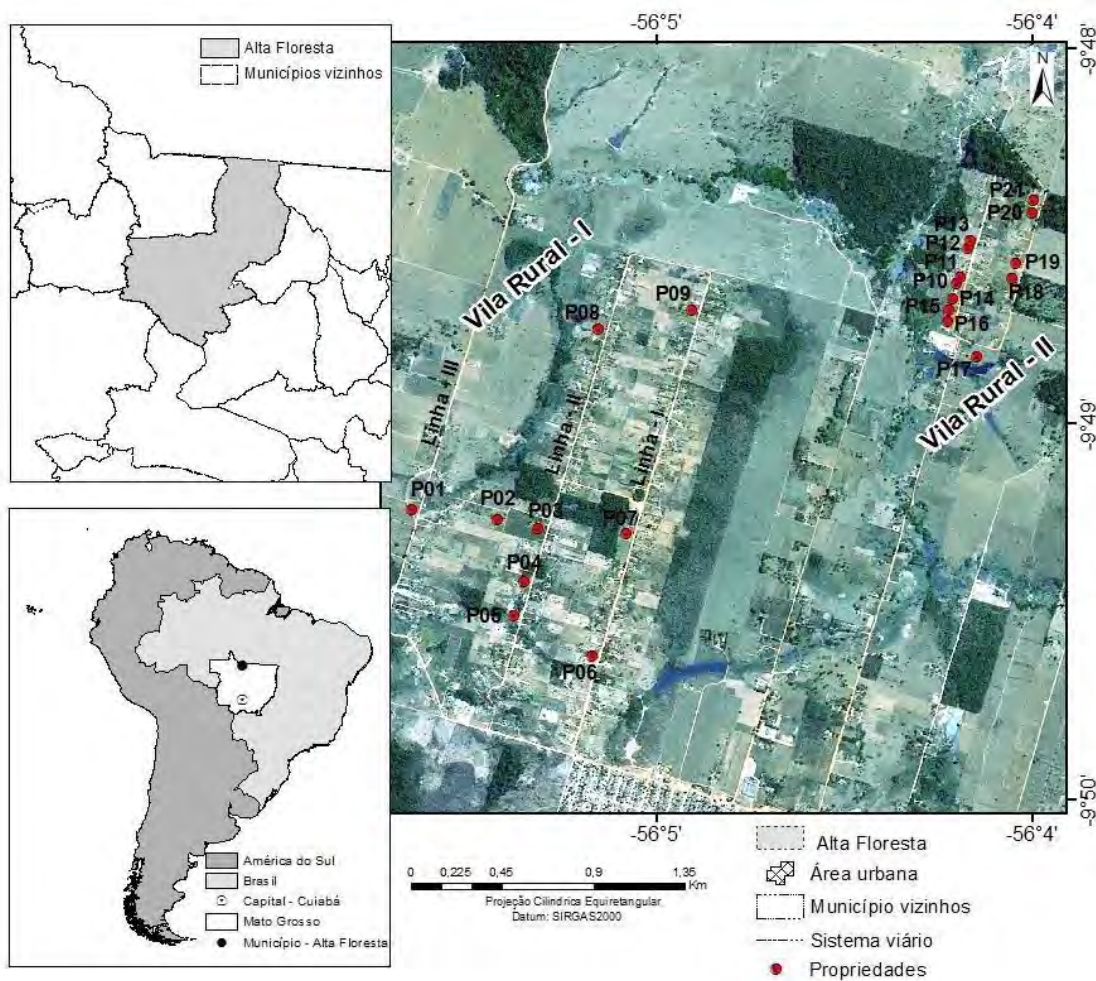 Alta Floresta
Municípios vizinhos
-56°5'
-56°4'
-9°48'
N
Vila Rural - I
P21
P20
P13
P12
P11
P19
P10
P18
P14
P15
P16
P17
P08
P09
Vila Rural - II
Linha - III
Linha - II
Linha - I
-9°49'
P01
P02
P03
P07
P04
P05
P06
-9°50'
-56°5'
-56°4'
América do Sul
Brasil
Capital - Cuiabá
Mato Grosso
Município - Alta Floresta
0 0,225 0,45 0,9 1,35
Km
Projeção Cilindrica Equiretangular
Datum: SIRGAS2000
Alta Floresta
Área urbana
Município vizinhos
Sistema viário
Propriedades